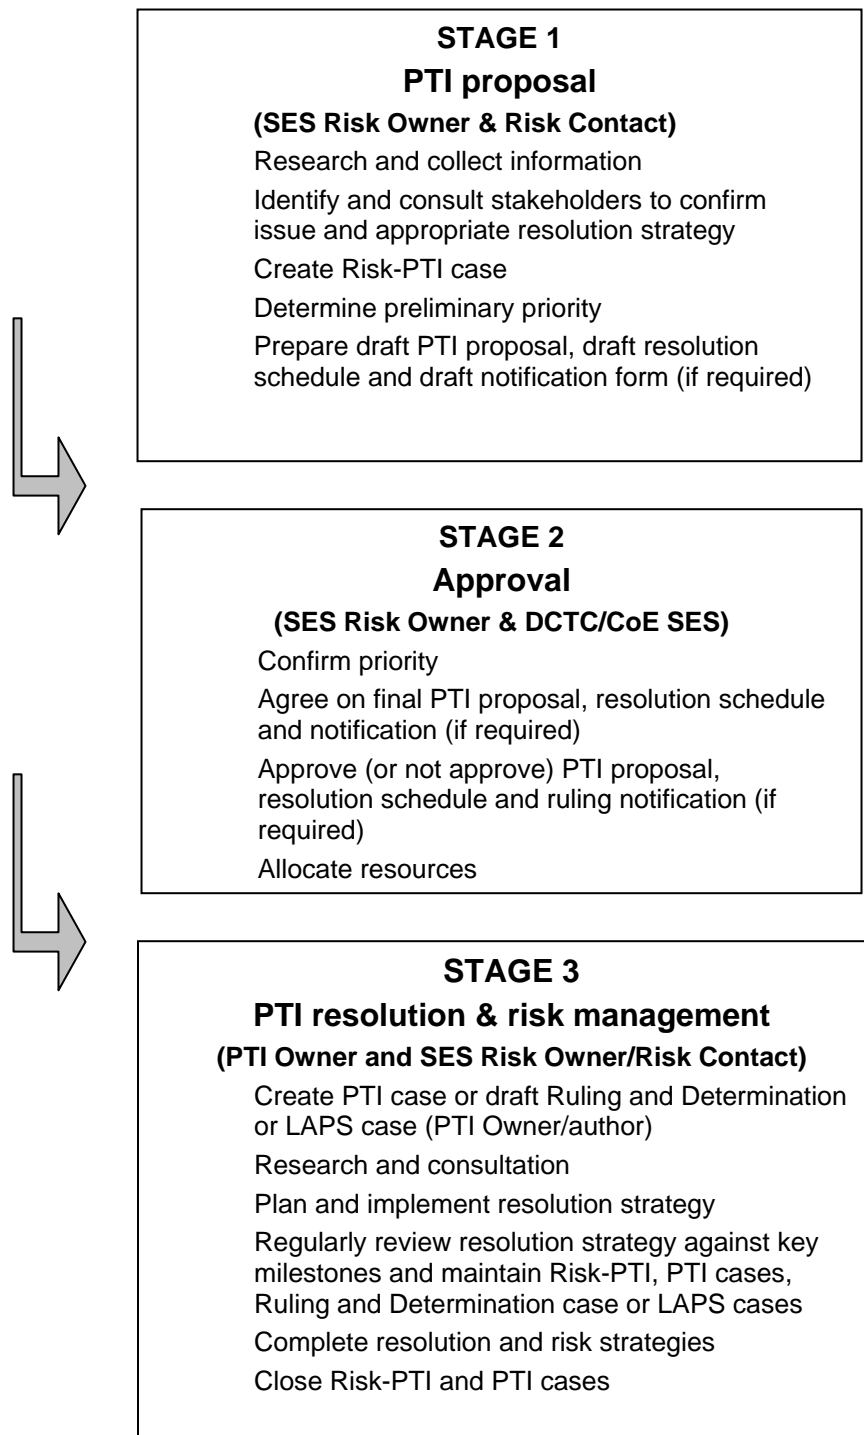 STAGE 1
PTI proposal
(SES Risk Owner & Risk Contact)
Research and collect information
Identify and consult stakeholders to confirm
issue and appropriate resolution strategy
Create Risk-PTI case
Determine preliminary priority
Prepare draft PTI proposal, draft resolution
schedule and draft notification form (if required)
STAGE 2
Approval
(SES Risk Owner & DCTC/CoE SES)
Confirm priority
Agree on final PTI proposal, resolution schedule
and notification (if required)
Approve (or not approve) PTI proposal,
resolution schedule and ruling notification (if
required)
Allocate resources
STAGE 3
PTI resolution & risk management
(PTI Owner and SES Risk Owner/Risk Contact)
Create PTI case or draft Ruling and Determination
or LAPS case (PTI Owner/author)
Research and consultation
Plan and implement resolution strategy
Regularly review resolution strategy against key
milestones and maintain Risk-PTI, PTI cases,
Ruling and Determination case or LAPS cases
Complete resolution and risk strategies
Close Risk-PTI and PTI cases